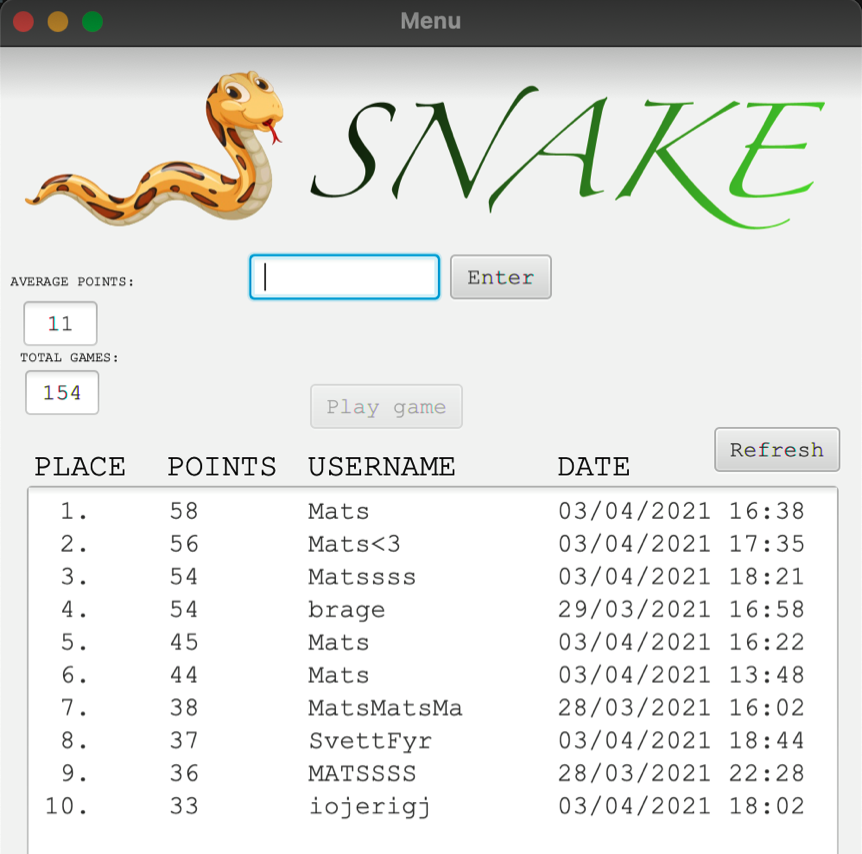 Menu
SNAKE
AVERAGE POINTS:
Enter
11
TOTAL GAMES:
154
Play game
Refresh
PLACE POINTS USERNAME DATE
1. 58 Mats 03/04/2021 16:38
2. 56 Mats<3 03/04/2021 17:35
3. 54 Matssss 03/04/2021 18:21
4. 54 brage 29/03/2021 16:58
5. 45 Mats 03/04/2021 16:22
6. 44 Mats 03/04/2021 13:48
7. 38 MatsMatsMa 28/03/2021 16:02
8. 37 SvettFyr 03/04/2021 18:44
9. 36 MATSSSS 28/03/2021 22:28
10. 33 iojerigj 03/04/2021 18:02